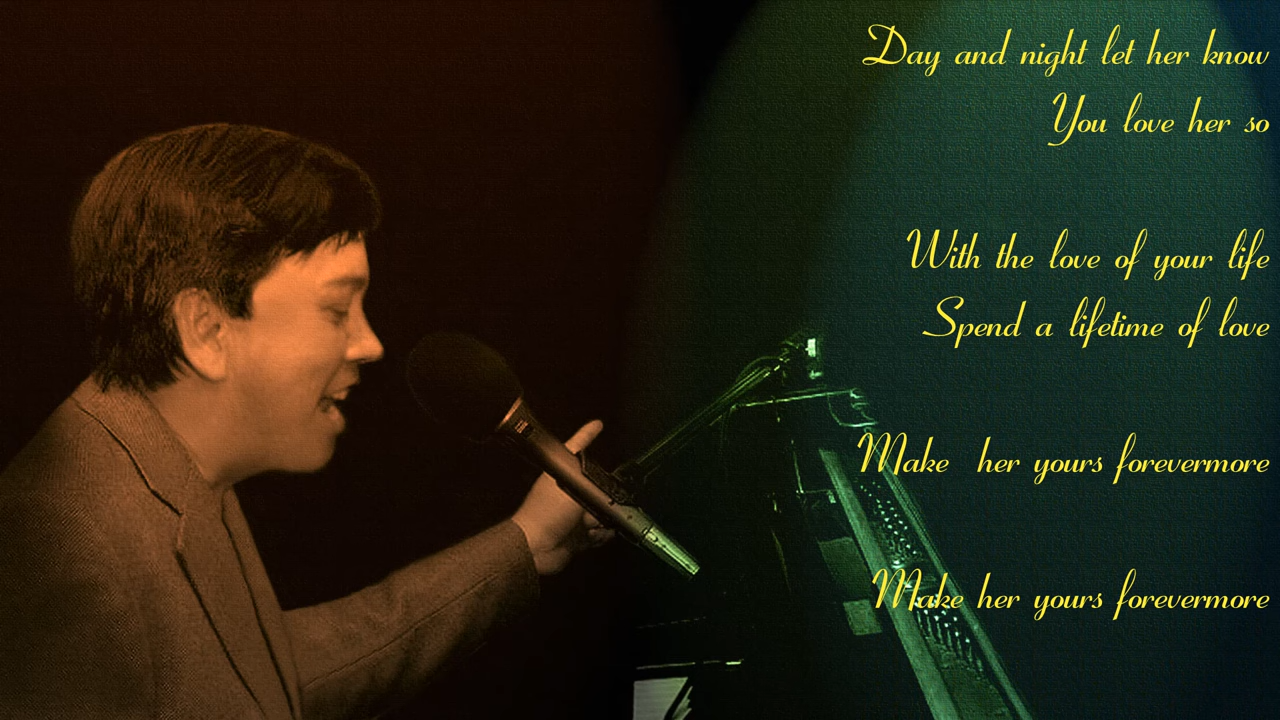 Day and night let her know
You love her so
With the love of your life
Spend a lifetime of love
Make her yours forevermore
Make her yours forevermore